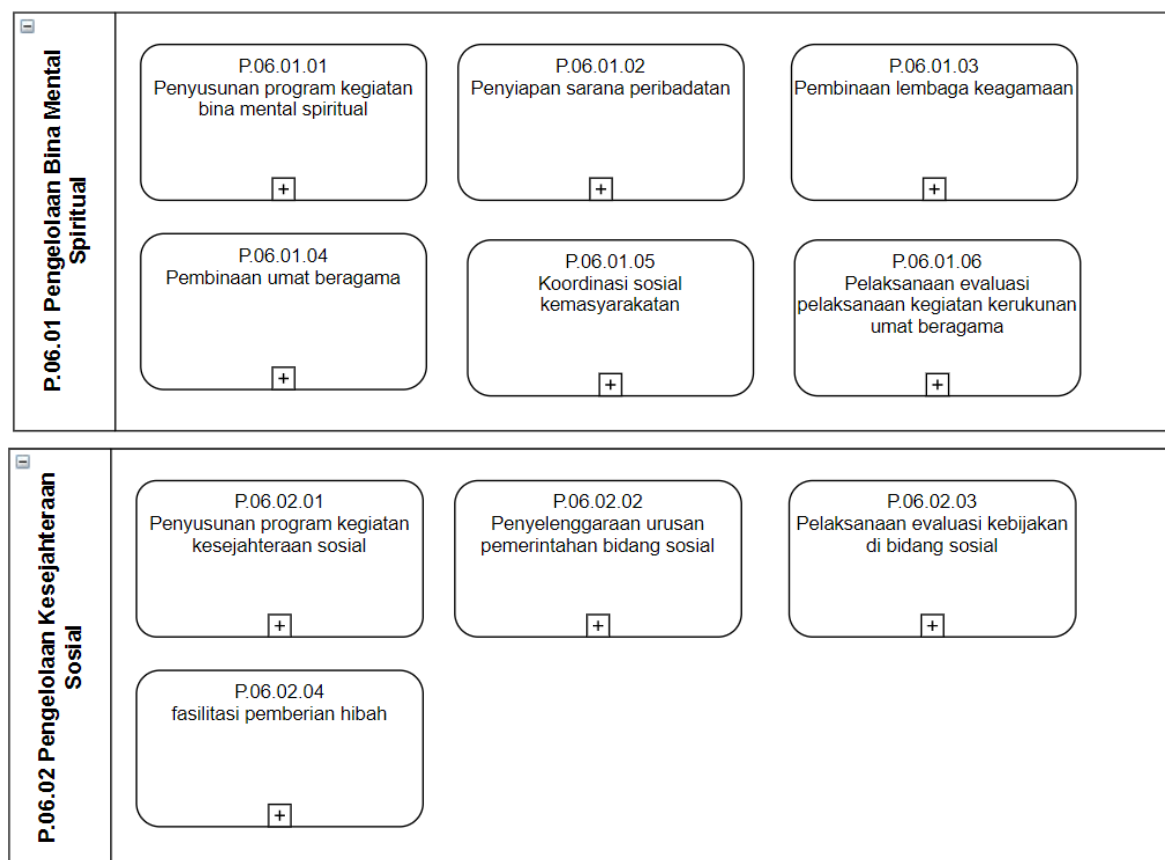 P.06.01 Pengelolaan Bina Mental
Spiritual
P.06.01.01
Penyusunan program kegiatan
bina mental spiritual
P.06.01.02
Penyiapan sarana peribadatan
P.06.01.03
Pembinaan lembaga keagamaan
P.06.01.04
Pembinaan umat beragama
P.06.01.05
Koordinasi sosial
kemasyarakatan
P.06.01.06
Pelaksanaan evaluasi
pelaksanaan kegiatan kerukunan
umat beragama
P.06.02 Pengelolaan Kesejahteraan
Sosial
P.06.02.01
Penyusunan program kegiatan
kesejahteraan sosial
P.06.02.02
Penyelenggaraan urusan
pemerintahan bidang sosial
P.06.02.03
Pelaksanaan evaluasi kebijakan
di bidang sosial
P.06.02.04
fasilitasi pemberian hibah